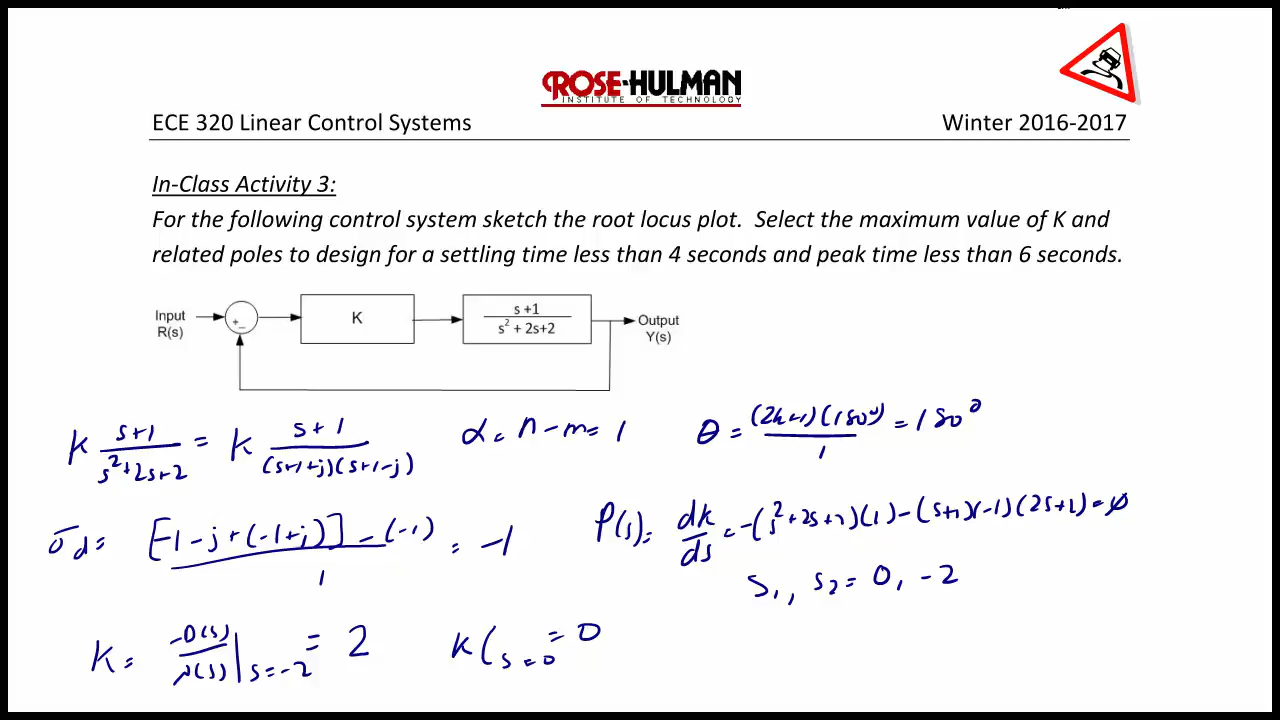 ROSE-HULMAN
INSTITUTE OF TECHNOLOGY
ECE 320 Linear Control Systems Winter 2016-2017
In-Class Activity 3:
For the following control system sketch the root locus plot. Select the maximum value of K and
related poles to design for a settling time less than 4 seconds and peak time less than 6 seconds.
Input R(s) + − K (s+1)/(s² + 2s+2) Output Y(s)
K (s+1)/(s²+2s+2) = K (s+1)/((s+1+j)(s+1-j)) α = n-m = 1 θ = (2k+1)(180°)/1 = 180°
σa = ([-1-j+(-1+j)] - (-1))/1 = -1 P(s) = dk/ds = -(s²+2s+2)(1) - (s+1)(-1)(2s+2) = 0
s₁, s₂ = 0, -2
K = -D(s)/N(s) | s=-2 = 2 K( s=0 = 0